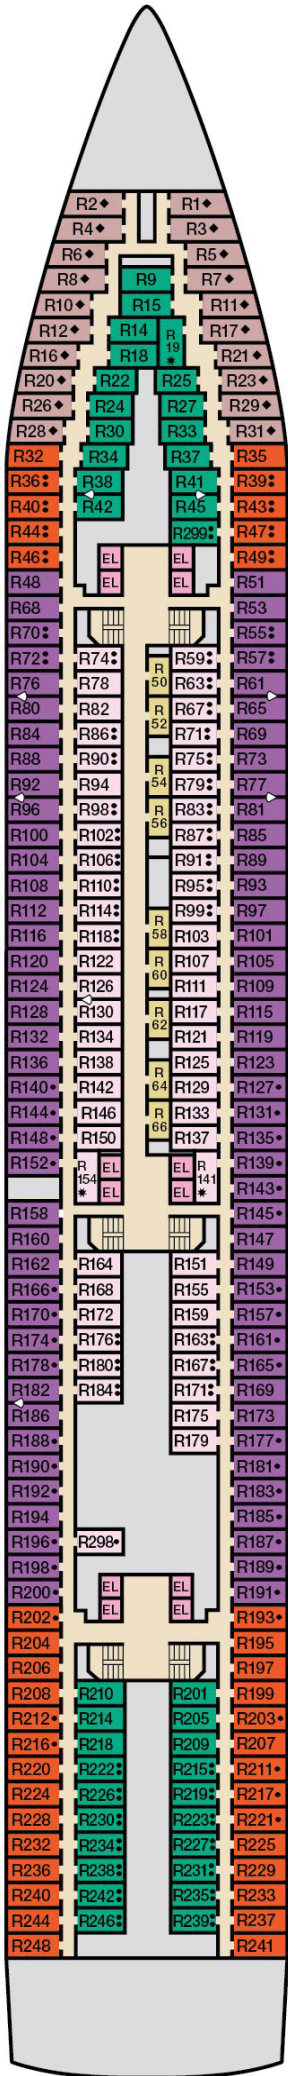 R2◆ R1◆
R4◆ R3◆
R6◆ R5◆
R8◆ R9 R7◆
R10◆ R15 R11◆
R12◆ R14 R 19 ✷ R17◆
R16◆ R18 R21◆
R20◆ R22 R25 R23◆
R26◆ R24 R27 R29◆
R28◆ R30 R33 R31◆
R32 R34 R37 R35
R36: R38 R41 R39:
R40: R42 R45 R43:
R44: R299: R47:
R46: EL EL R49:
R48 EL EL R51
R68 R53
R70: R55:
R72: R74: R 50 R59: R57:
R76 R78 R63: R61
R80 R82 R 52 R67: R65
R84 R86: R71: R69
R88 R90: R 54 R75: R73
R92 R94 R79: R77
R96 R98: R 56 R83: R81
R100 R102: R87: R85
R104 R106: R91: R89
R108 R110: R95: R93
R112 R114: R 58 R99: R97
R116 R118: R103 R101
R120 R122 R 60 R107 R105
R124 R126 R111 R109
R128 R130 R 62 R117 R115
R132 R134 R121 R119
R136 R138 R 64 R125 R123
R140• R142 R129 R127•
R144• R146 R 66 R133 R131•
R148• R150 R137 R135•
R152• R 154 ✷ EL EL R 141 ✷ R139•
EL EL R143•
R158 R145•
R160 R147
R162 R164 R151 R149
R166• R168 R155 R153•
R170• R172 R159 R157•
R174• R176: R163: R161•
R178• R180: R167: R165•
R182 R184: R171: R169
R186 R175 R173
R188• R179 R177•
R190• R181•
R192• R183•
R194 R185•
R196• R298• R187•
R198• R189•
R200• EL EL R191•
R202• EL EL R193•
R204 R195
R206 R197
R208 R210 R201 R199
R212• R214 R205 R203•
R216• R218 R209 R207
R220 R222: R215: R211•
R224 R226: R219: R217•
R228 R230: R223: R221•
R232 R234: R227: R225
R236 R238: R231: R229
R240 R242: R235: R233
R244 R246: R239: R237
R248 R241